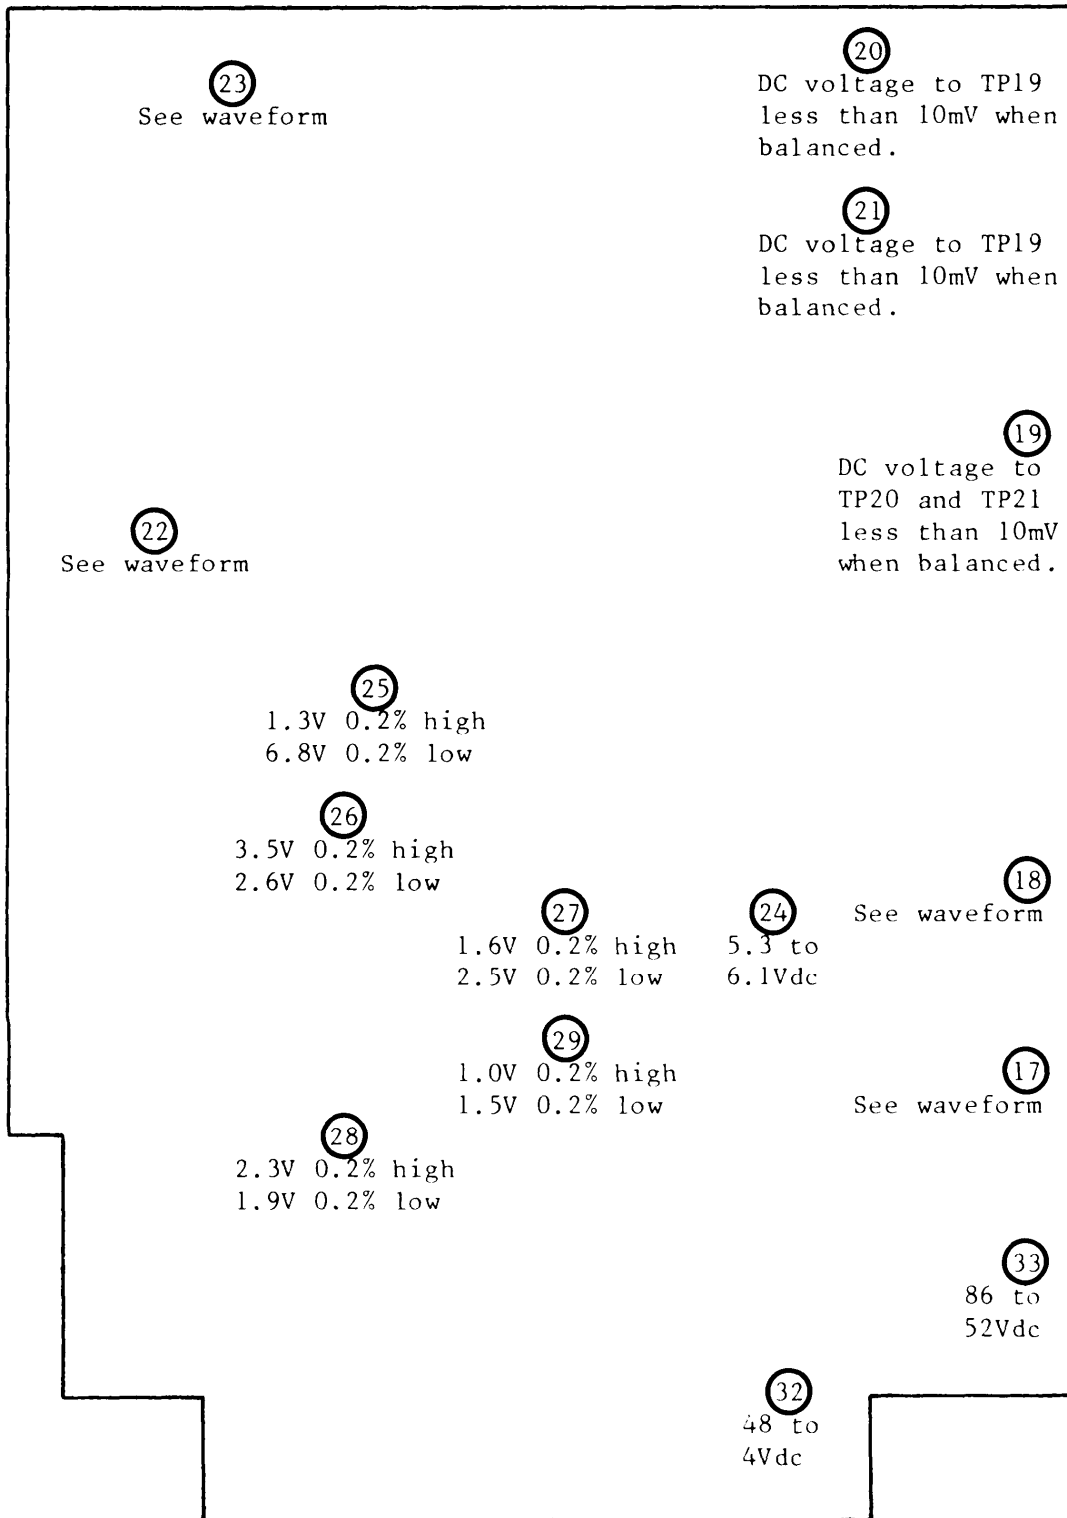 23
See waveform
20
DC voltage to TP19
less than 10mV when
balanced.
21
DC voltage to TP19
less than 10mV when
balanced.
19
DC voltage to
TP20 and TP21
less than 10mV
when balanced.
22
See waveform
25
1.3V 0.2% high
6.8V 0.2% low
26
3.5V 0.2% high
2.6V 0.2% low
27
1.6V 0.2% high
2.5V 0.2% low
24
5.3 to
6.1Vdc
18
See waveform
29
1.0V 0.2% high
1.5V 0.2% low
17
See waveform
28
2.3V 0.2% high
1.9V 0.2% low
33
86 to
52Vdc
32
48 to
4Vdc